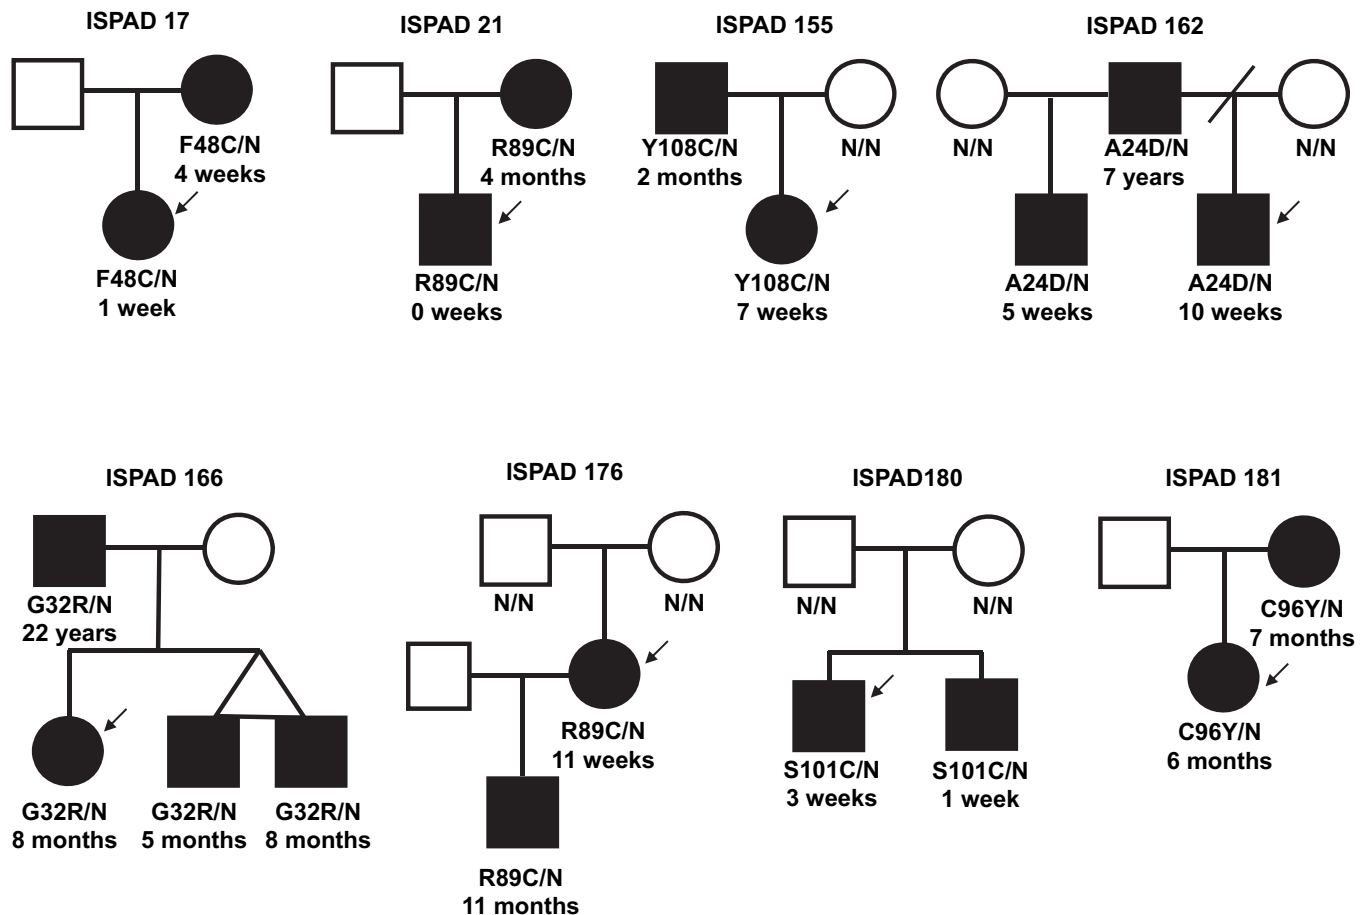 ISPAD 17
F48C/N
4 weeks
F48C/N
1 week
ISPAD 21
R89C/N
4 months
R89C/N
0 weeks
ISPAD 155
Y108C/N
2 months
N/N
Y108C/N
7 weeks
ISPAD 162
N/N
A24D/N
7 years
N/N
A24D/N
5 weeks
A24D/N
10 weeks
ISPAD 166
G32R/N
22 years
G32R/N
8 months
G32R/N
5 months
G32R/N
8 months
ISPAD 176
N/N
N/N
R89C/N
11 weeks
R89C/N
11 months
ISPAD180
N/N
N/N
S101C/N
3 weeks
S101C/N
1 week
ISPAD 181
C96Y/N
7 months
C96Y/N
6 months